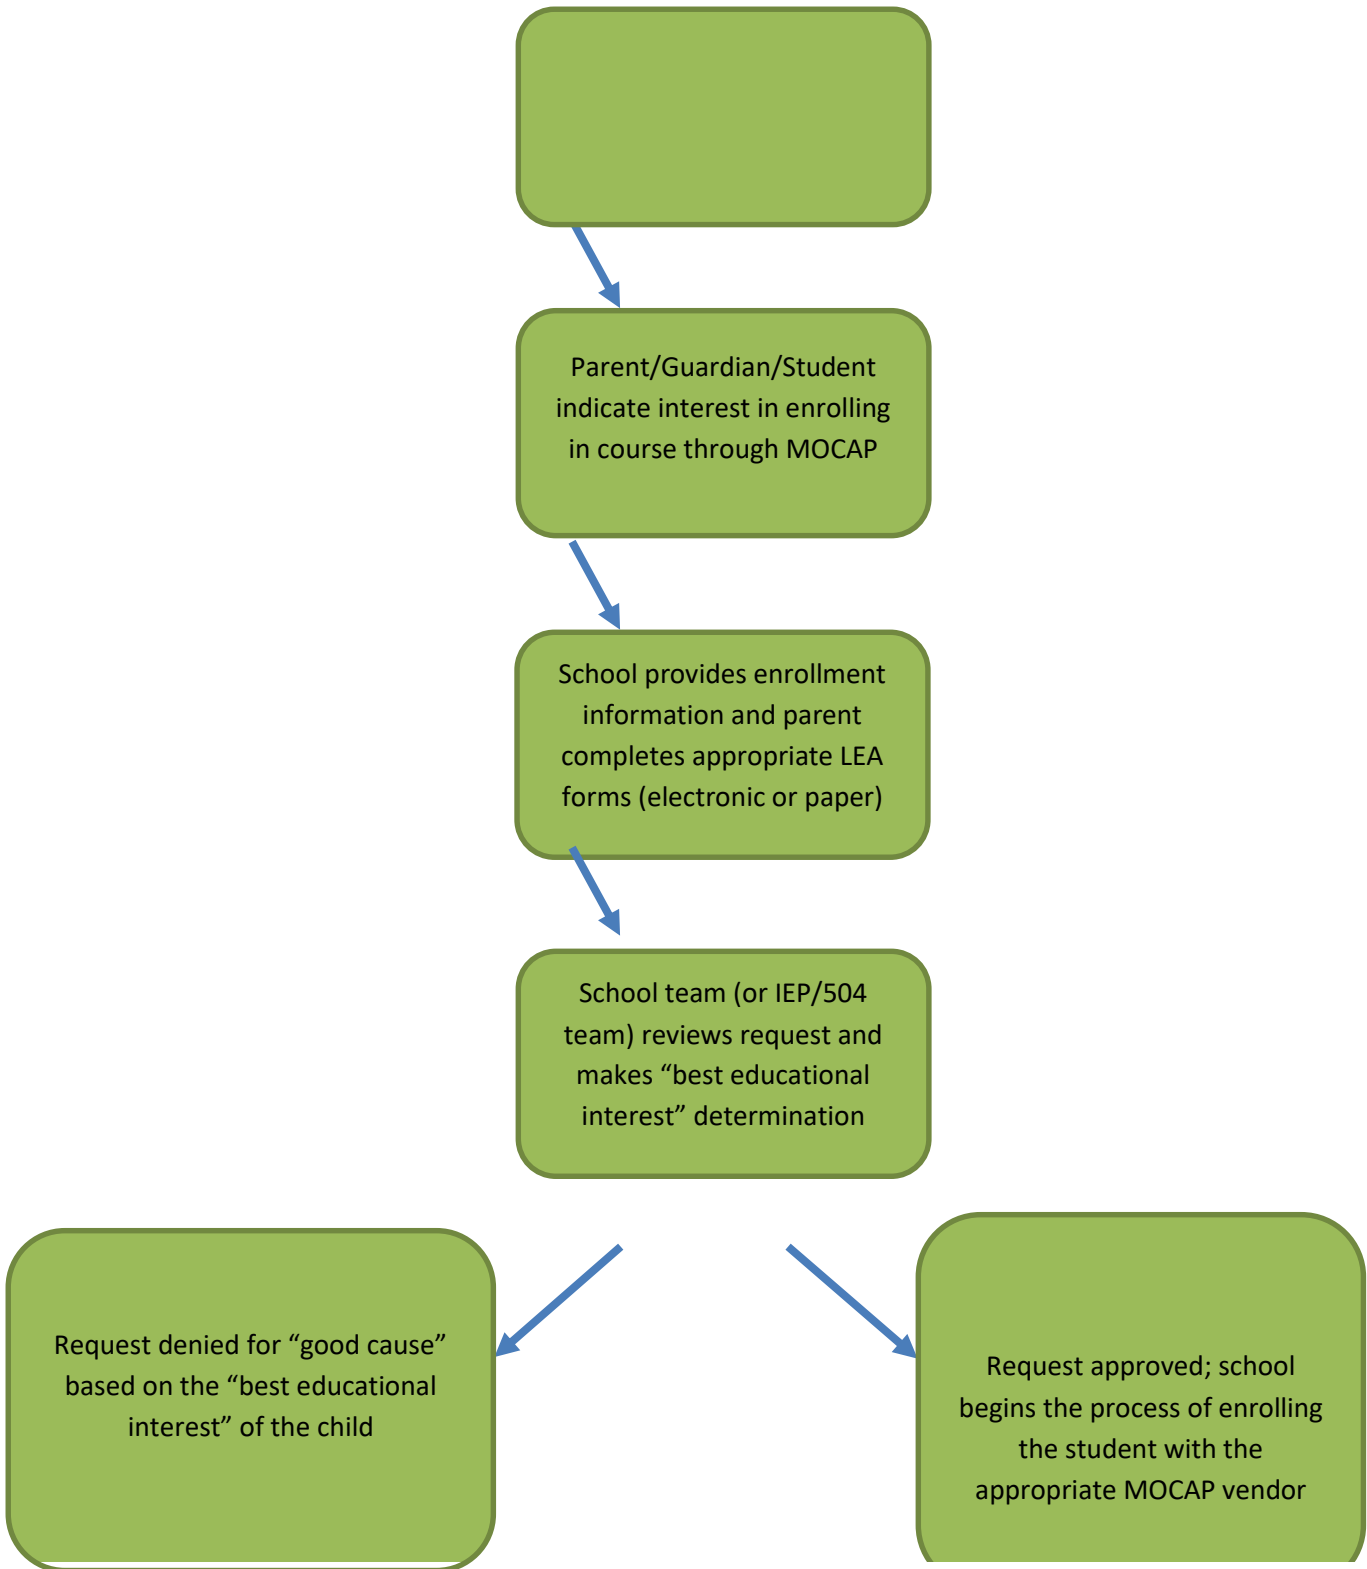 Parent/Guardian/Student
indicate interest in enrolling
in course through MOCAP
School provides enrollment
information and parent
completes appropriate LEA
forms (electronic or paper)
School team (or IEP/504
team) reviews request and
makes “best educational
interest” determination
Request denied for “good cause”
based on the “best educational
interest” of the child
Request approved; school
begins the process of enrolling
the student with the
appropriate MOCAP vendor